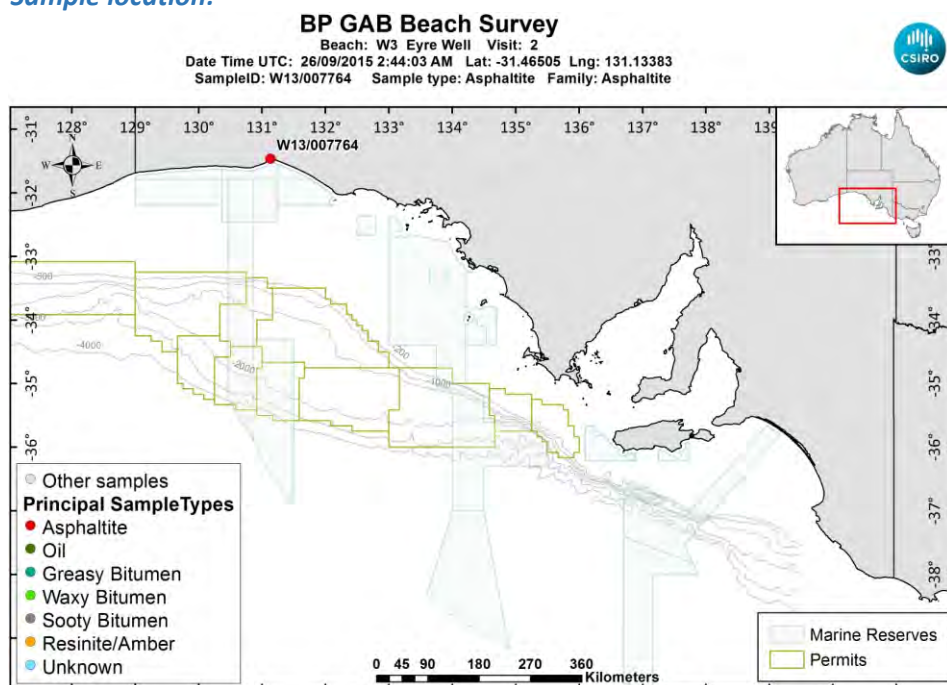 Sample location:
BP GAB Beach Survey
Beach: W3 Eyre Well Visit: 2
Date Time UTC: 26/09/2015 2:44:03 AM Lat: -31.46505 Lng: 131.13383
SampleID: W13/007764 Sample type: Asphaltite Family: Asphaltite
CSIRO
128° 129° 130° 131° 132° 133° 134° 135° 136° 137° 138° 139
W13/007764
N
W E
S
-31°
-32°
-33°
-34°
-35°
-36°
-37°
-38°
-34°
-35°
-36°
-37°
-38°
-4000
-2000
-200
-1000
Other samples
Principal SampleTypes
Asphaltite
Oil
Greasy Bitumen
Waxy Bitumen
Sooty Bitumen
Resinite/Amber
Unknown
0 45 90 180 270 360
Kilometers
Marine Reserves
Permits